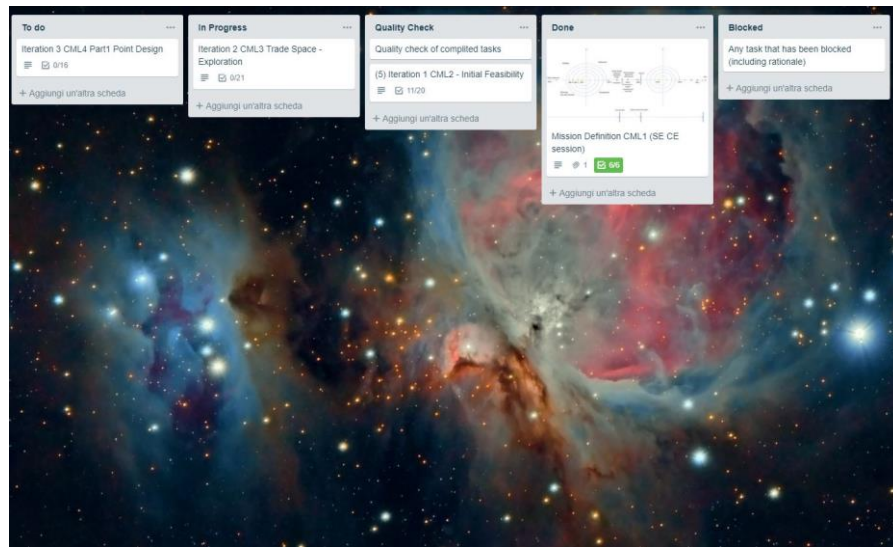 To do
Iteration 3 CML4 Part1 Point Design
0/16
+ Aggiungi un'altra scheda
In Progress
Iteration 2 CML3 Trade Space -
Exploration
0/21
+ Aggiungi un'altra scheda
Quality Check
Quality check of complited tasks
(5) Iteration 1 CML2 - Initial Feasibility
11/20
+ Aggiungi un'altra scheda
Done
Mission Definition CML1 (SE CE
session)
1
6/6
+ Aggiungi un'altra scheda
Blocked
Any task that has been blocked
(including rationale)
+ Aggiungi un'altra scheda